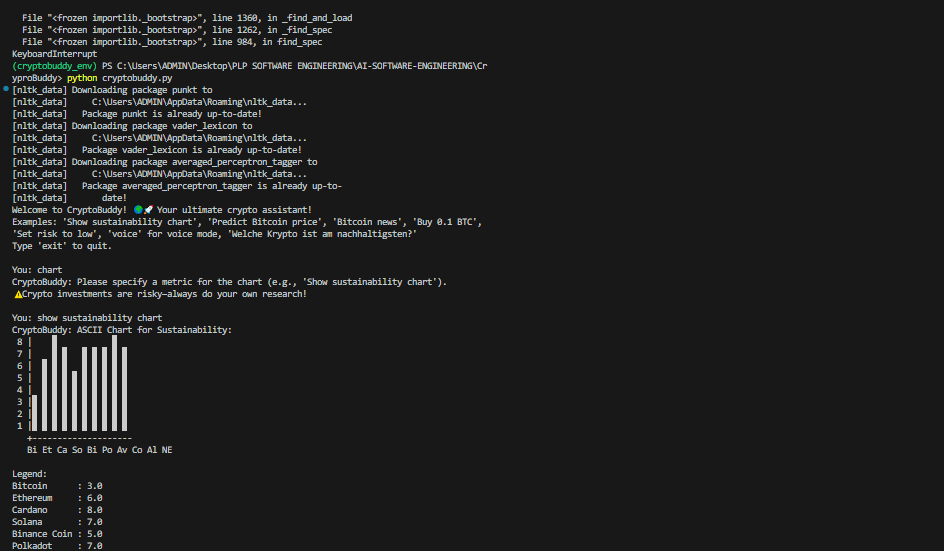 File "<frozen importlib._bootstrap>", line 1360, in _find_and_load
File "<frozen importlib._bootstrap>", line 1262, in _find_spec
File "<frozen importlib._bootstrap>", line 984, in find_spec
KeyboardInterrupt
(cryptobuddy_env) PS C:\Users\ADMIN\Desktop\PLP SOFTWARE ENGINEERING\AI-SOFTWARE-ENGINEERING\Cr
yproBuddy> python cryptobuddy.py
[nltk_data] Downloading package punkt to
[nltk_data]     C:\Users\ADMIN\AppData\Roaming\nltk_data...
[nltk_data]   Package punkt is already up-to-date!
[nltk_data] Downloading package vader_lexicon to
[nltk_data]     C:\Users\ADMIN\AppData\Roaming\nltk_data...
[nltk_data]   Package vader_lexicon is already up-to-date!
[nltk_data] Downloading package averaged_perceptron_tagger to
[nltk_data]     C:\Users\ADMIN\AppData\Roaming\nltk_data...
[nltk_data]   Package averaged_perceptron_tagger is already up-to-
[nltk_data]       date!
Welcome to CryptoBuddy! 🌍🚀 Your ultimate crypto assistant!
Examples: 'Show sustainability chart', 'Predict Bitcoin price', 'Bitcoin news', 'Buy 0.1 BTC',
'Set risk to low', 'voice' for voice mode, 'Welche Krypto ist am nachhaltigsten?'
Type 'exit' to quit.
You: chart
CryptoBuddy: Please specify a metric for the chart (e.g., 'Show sustainability chart').
⚠️Crypto investments are risky—always do your own research!
You: show sustainability chart
CryptoBuddy: ASCII Chart for Sustainability:
8 |
7 |
6 |
5 |
4 |
3 |
2 |
1 |
+--------------------
Bi Et Ca So Bi Po Av Co Al NE
Legend:
Bitcoin      : 3.0
Ethereum     : 6.0
Cardano      : 8.0
Solana       : 7.0
Binance Coin : 5.0
Polkadot     : 7.0